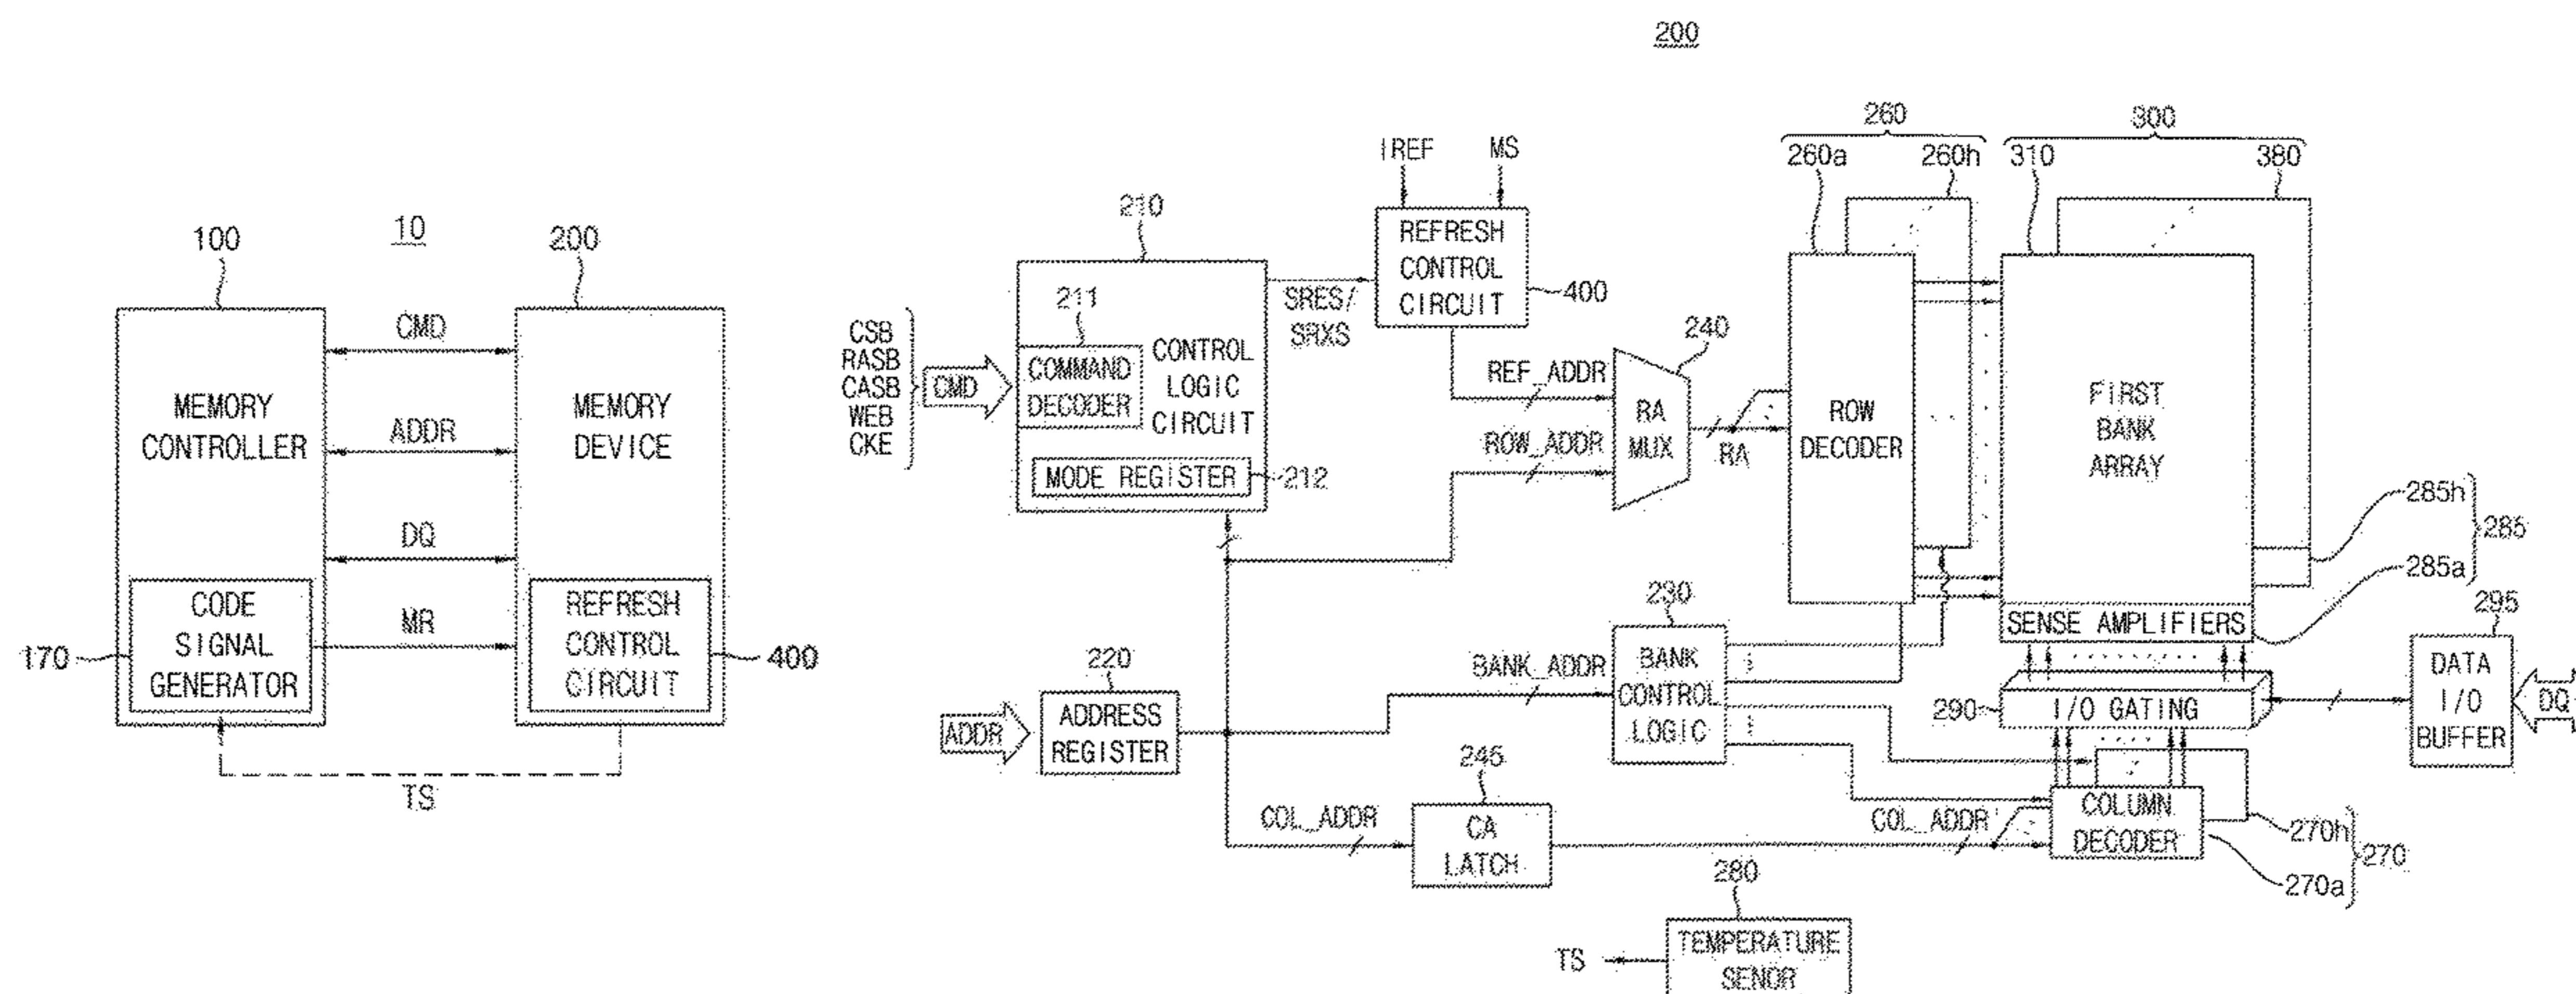 10
100
200
CMD
MEMORY
CONTROLLER
ADDR
MEMORY
DEVICE
DQ
CODE
SIGNAL
GENERATOR
MR
REFRESH
CONTROL
CIRCUIT
170
400
TS
200
CSB
RASB
CASB
WEB
CKE
CMD
210
211
COMMAND
DECODER
CONTROL
LOGIC
CIRCUIT
MODE REGISTER
212
SRES/
SRXS
IREF
MS
REFRESH
CONTROL
CIRCUIT
400
REF_ADDR
ROW_ADDR
240
RA
MUX
RA
260
260a
260h
ROW
DECODER
300
310
380
FIRST
BANK
ARRAY
SENSE AMPLIFIERS
285h
285
285a
ADDR
220
ADDRESS
REGISTER
BANK_ADDR
230
BANK
CONTROL
LOGIC
290
I/O GATING
295
DATA
I/O
BUFFER
DQ
COL_ADDR
245
CA
LATCH
COL_ADDR
COLUMN
DECODER
270h
270
270a
280
TS
TEMPERATURE
SENOR